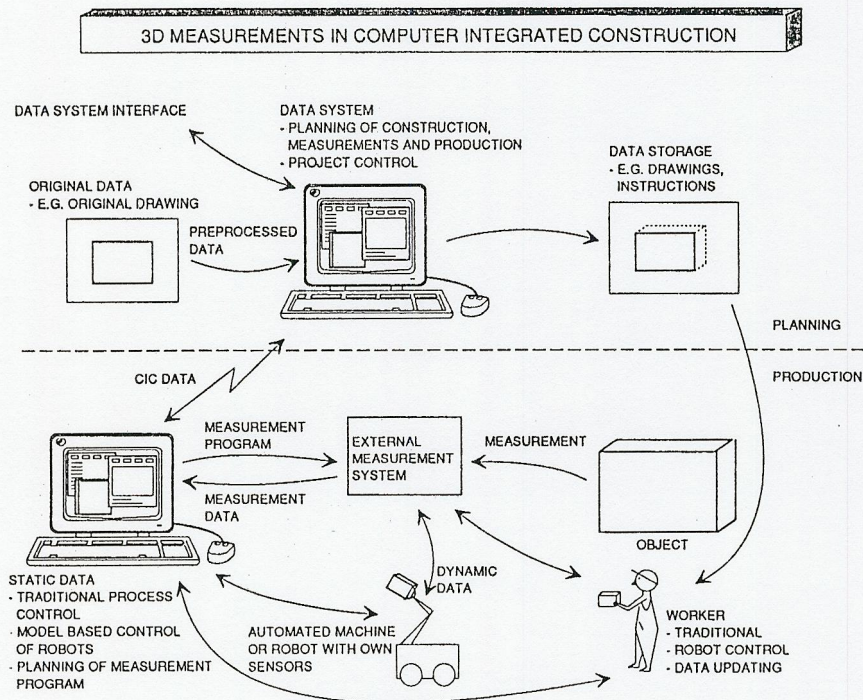 3D MEASUREMENTS IN COMPUTER INTEGRATED CONSTRUCTION
DATA SYSTEM INTERFACE
DATA SYSTEM
- PLANNING OF CONSTRUCTION,
MEASUREMENTS AND PRODUCTION
- PROJECT CONTROL
DATA STORAGE
- E.G. DRAWINGS,
INSTRUCTIONS
ORIGINAL DATA
- E.G. ORIGINAL DRAWING
PREPROCESSED
DATA
PLANNING
PRODUCTION
CIC DATA
MEASUREMENT
PROGRAM
EXTERNAL
MEASUREMENT
SYSTEM
MEASUREMENT
MEASUREMENT
DATA
OBJECT
DYNAMIC
DATA
STATIC DATA
- TRADITIONAL PROCESS
CONTROL
- MODEL BASED CONTROL
OF ROBOTS
- PLANNING OF MEASUREMENT
PROGRAM
AUTOMATED MACHINE
OR ROBOT WITH OWN
SENSORS
WORKER
- TRADITIONAL
- ROBOT CONTROL
- DATA UPDATING